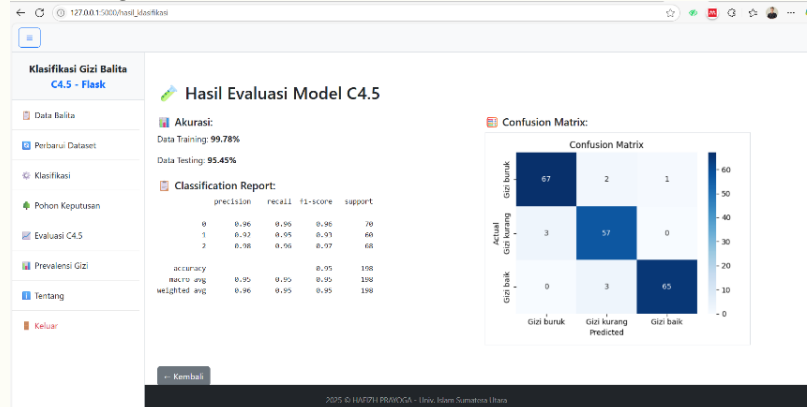 127.0.0.1:5000/hasil_klasifikasi
Klasifikasi Gizi Balita
C4.5 - Flask
Data Balita
Perbarui Dataset
Klasifikasi
Pohon Keputusan
Evaluasi C4.5
Prevalensi Gizi
Tentang
Keluar
Hasil Evaluasi Model C4.5
Akurasi:
Data Training: 99.78%
Data Testing: 95.45%
Classification Report:
precision recall f1-score support
0 0.96 0.96 0.96 70
1 0.92 0.95 0.93 60
2 0.98 0.96 0.97 68
accuracy 0.95 198
macro avg 0.95 0.95 0.95 198
weighted avg 0.96 0.95 0.95 198
← Kembali
Confusion Matrix:
Confusion Matrix
Actual
Gizi buruk
Gizi kurang
Gizi baik
67 2 1
3 57 0
0 3 65
Gizi buruk Gizi kurang Gizi baik
Predicted
60
50
40
30
20
10
0
2025 © HAFIZH PRAYOGA - Univ. Islam Sumatera Utara